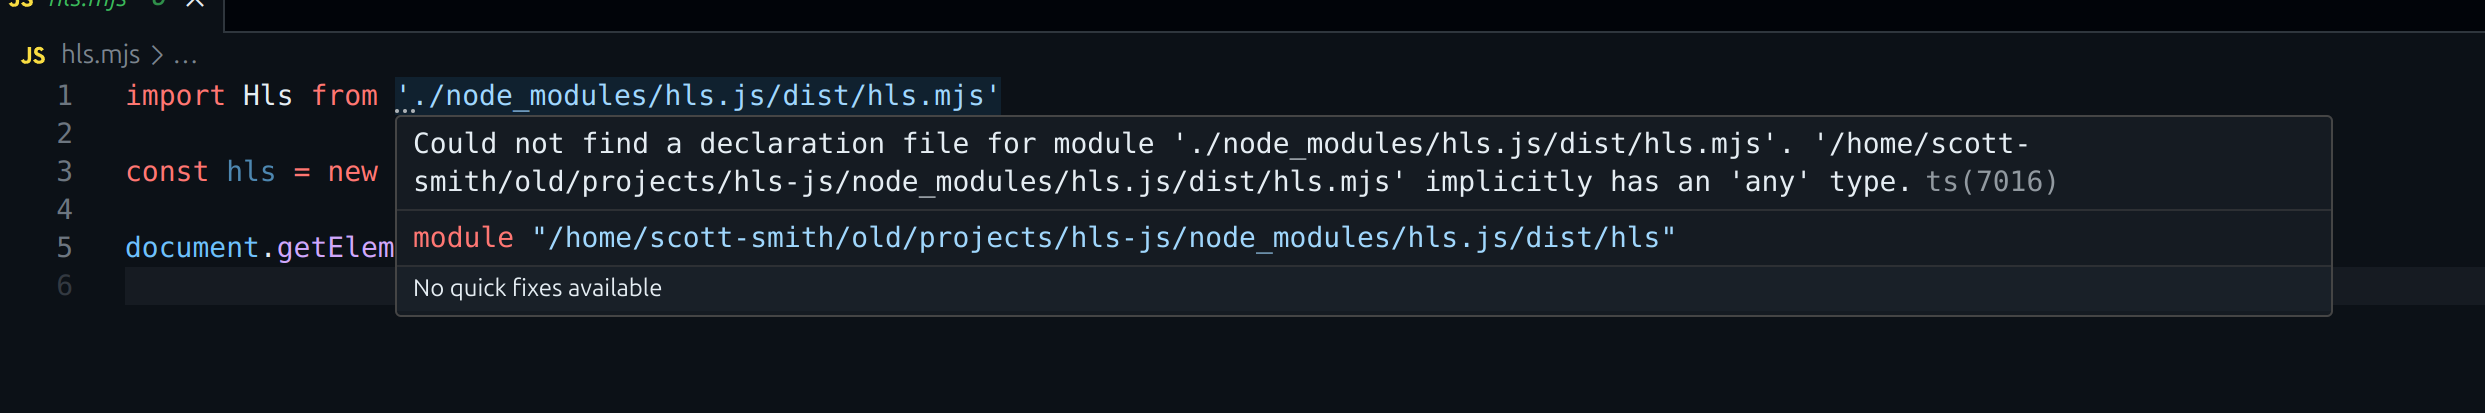 JS hls.mjs 6 ×
JS hls.mjs > ...
1 import Hls from './node_modules/hls.js/dist/hls.mjs'
2
3 const hls = new
4
5 document.getElem
6
Could not find a declaration file for module './node_modules/hls.js/dist/hls.mjs'. '/home/scott-
smith/old/projects/hls-js/node_modules/hls.js/dist/hls.mjs' implicitly has an 'any' type. ts(7016)
module "/home/scott-smith/old/projects/hls-js/node_modules/hls.js/dist/hls"
No quick fixes available